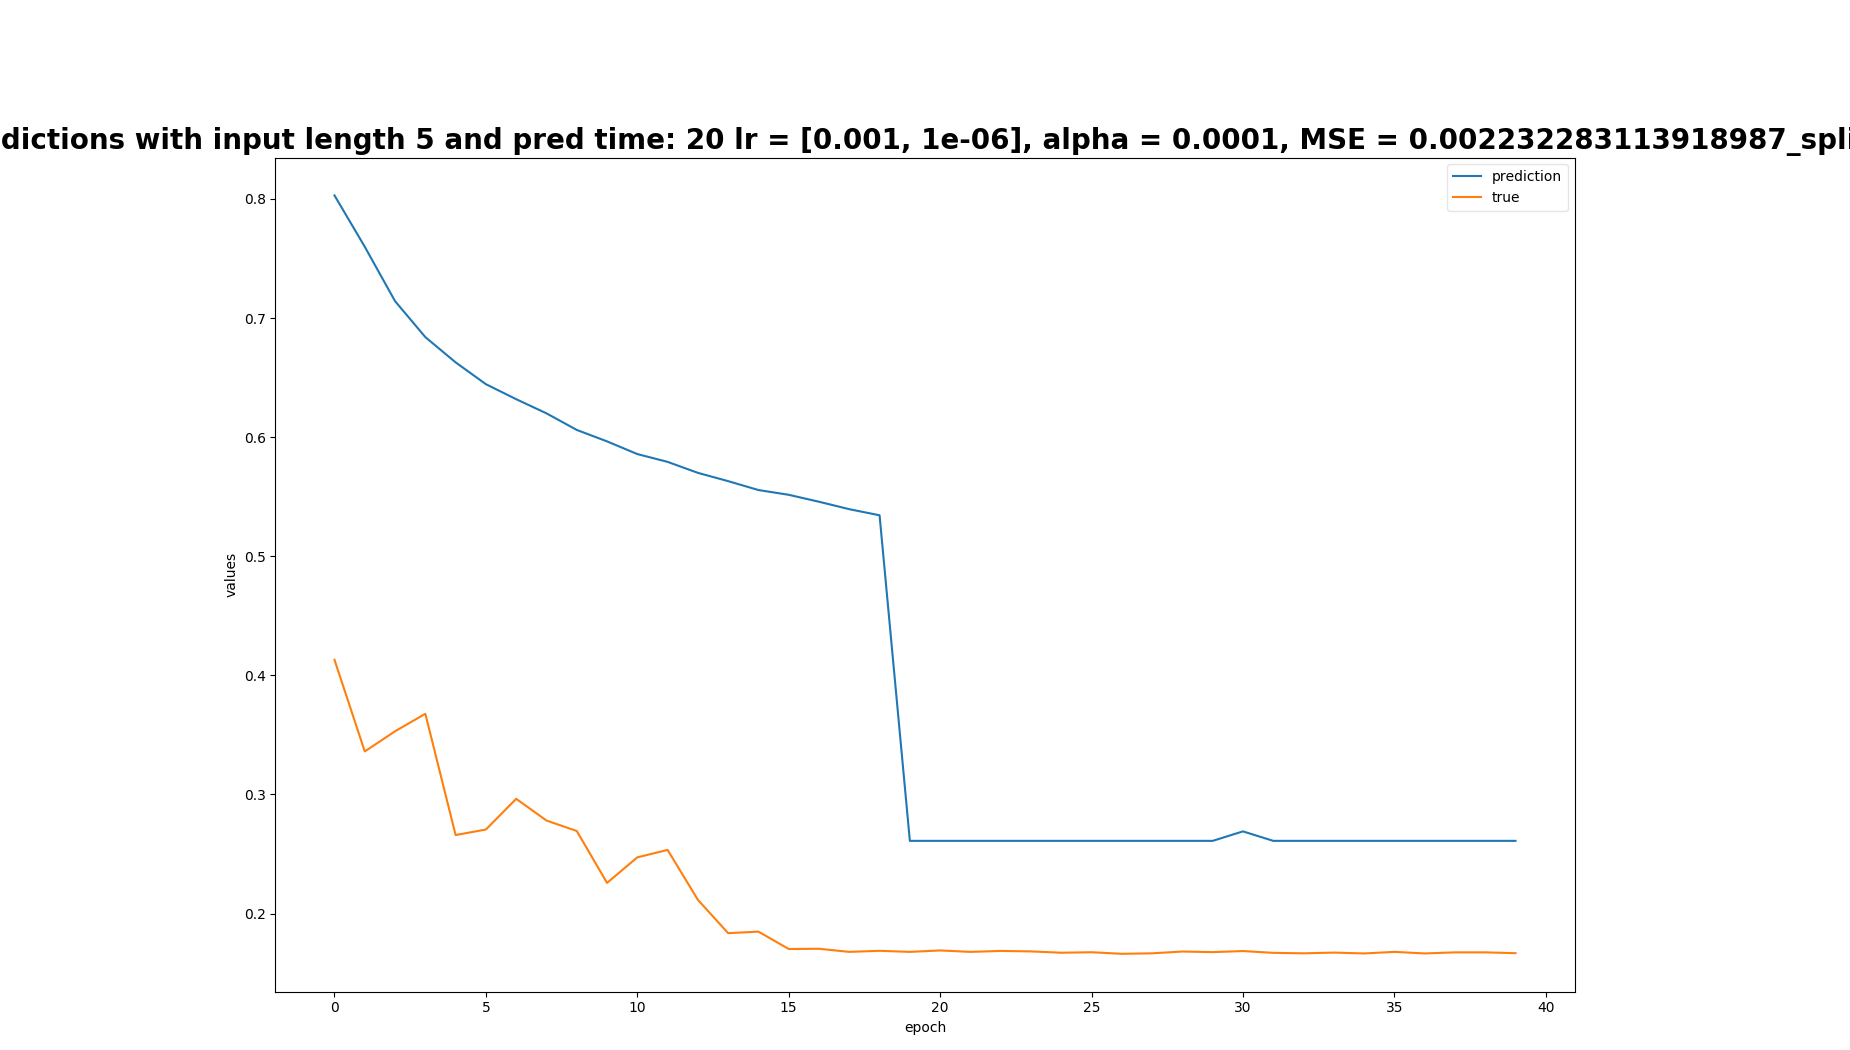 dictions with input length 5 and pred time: 20 lr = [0.001, 1e-06], alpha = 0.0001, MSE = 0.002232283113918987_spli
prediction
true
0.8
0.7
0.6
0.5
0.4
0.3
0.2
values
0 5 10 15 20 25 30 35 40
epoch